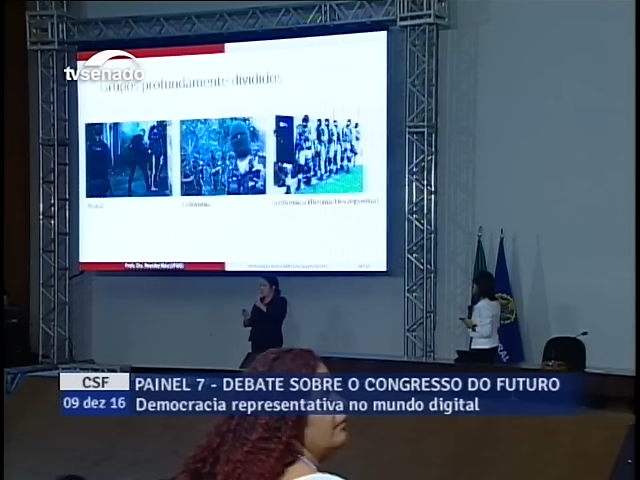 tvsenado
Grupos profundamente divididos
Colômbia
CSF
PAINEL 7 - DEBATE SOBRE O CONGRESSO DO FUTURO
09 dez 16
Democracia representativa no mundo digital